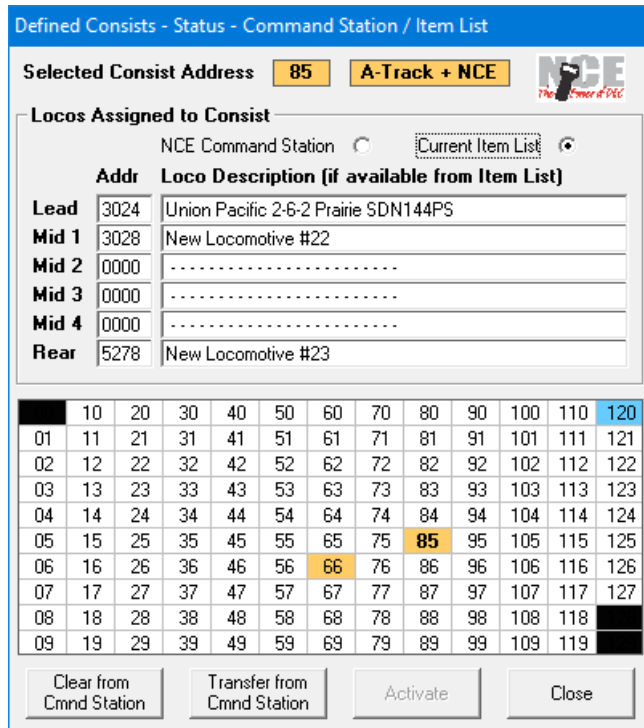 Defined Consists - Status - Command Station / Item List
Selected Consist Address 85 A-Track + NCE NCE
The Power of DCC
Locos Assigned to Consist
NCE Command Station Current Item List
Addr Loco Description (if available from Item List)
Lead 3024 Union Pacific 2-6-2 Prairie SDN144PS
Mid 1 3028 New Locomotive #22
Mid 2 0000 - - - - - - - - - - - - - - - - - - - - - - - -
Mid 3 0000 - - - - - - - - - - - - - - - - - - - - - - - -
Mid 4 0000 - - - - - - - - - - - - - - - - - - - - - - - -
Rear 5278 New Locomotive #23
10 20 30 40 50 60 70 80 90 100 110 120
01 11 21 31 41 51 61 71 81 91 101 111 121
02 12 22 32 42 52 62 72 82 92 102 112 122
03 13 23 33 43 53 63 73 83 93 103 113 123
04 14 24 34 44 54 64 74 84 94 104 114 124
05 15 25 35 45 55 65 75 85 95 105 115 125
06 16 26 36 46 56 66 76 86 96 106 116 126
07 17 27 37 47 57 67 77 87 97 107 117 127
08 18 28 38 48 58 68 78 88 98 108 118
09 19 29 39 49 59 69 79 89 99 109 119
Clear from Transfer from Activate Close
Cmnd Station Cmnd Station